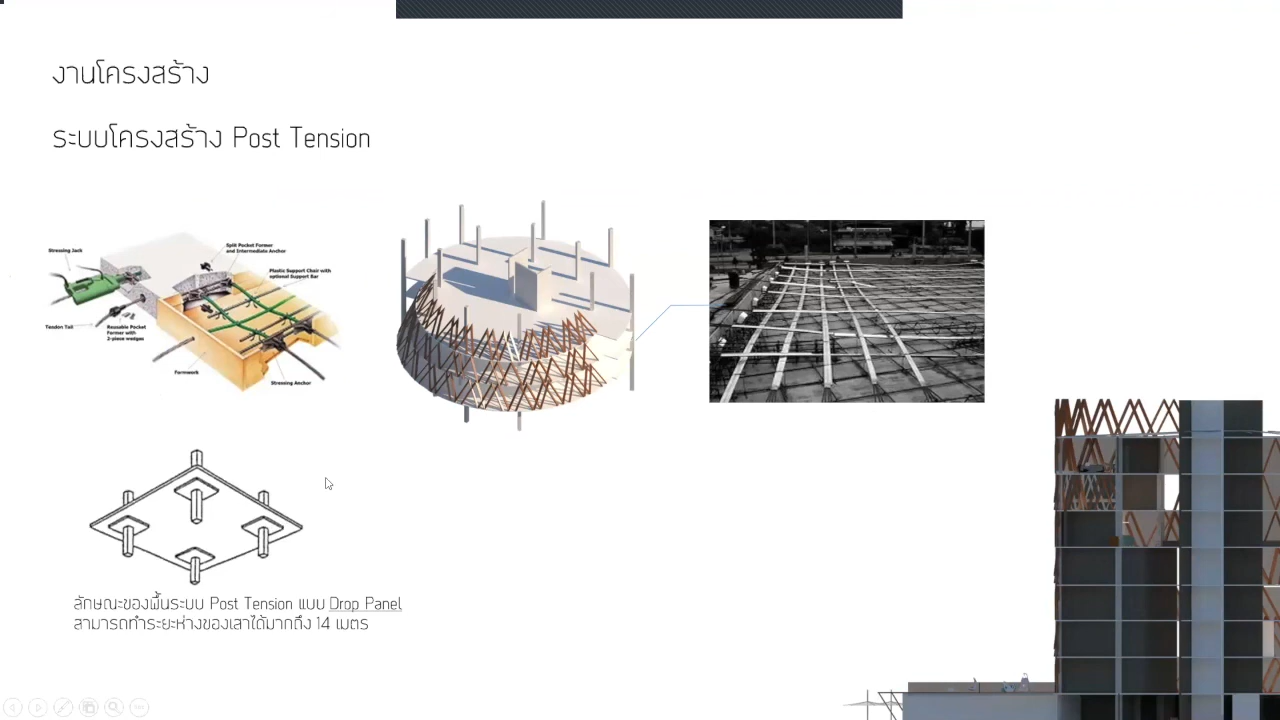 งานโครงสร้าง
ระบบโครงสร้าง Post Tension
Stressing Jack
Split Pocket Former
and Intermediate Anchor
Plastic Support Chair with
optional Support Bar
Tendon Tail
Reusable Pocket
Former with
2-piece wedges
Formwork
Stressing Anchor
ลักษณะของพื้นระบบ Post Tension แบบ Drop Panel
สามารถทำระยะห่างของเสาได้มากถึง 14 เมตร